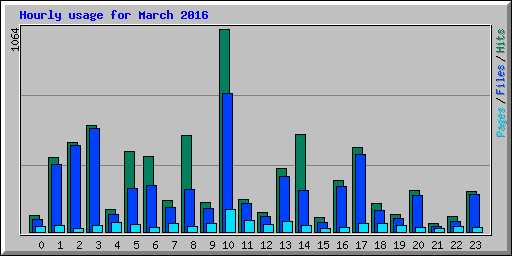 Hourly usage for March 2016
1064
Pages/Files/Hits
0 1 2 3 4 5 6 7 8 9 10 11 12 13 14 15 16 17 18 19 20 21 22 23